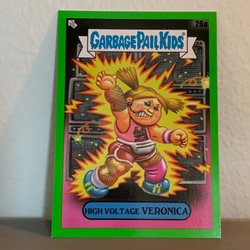 26a
GARBAGE PAIL KIDS
HIGH VOLTAGE VERONICA